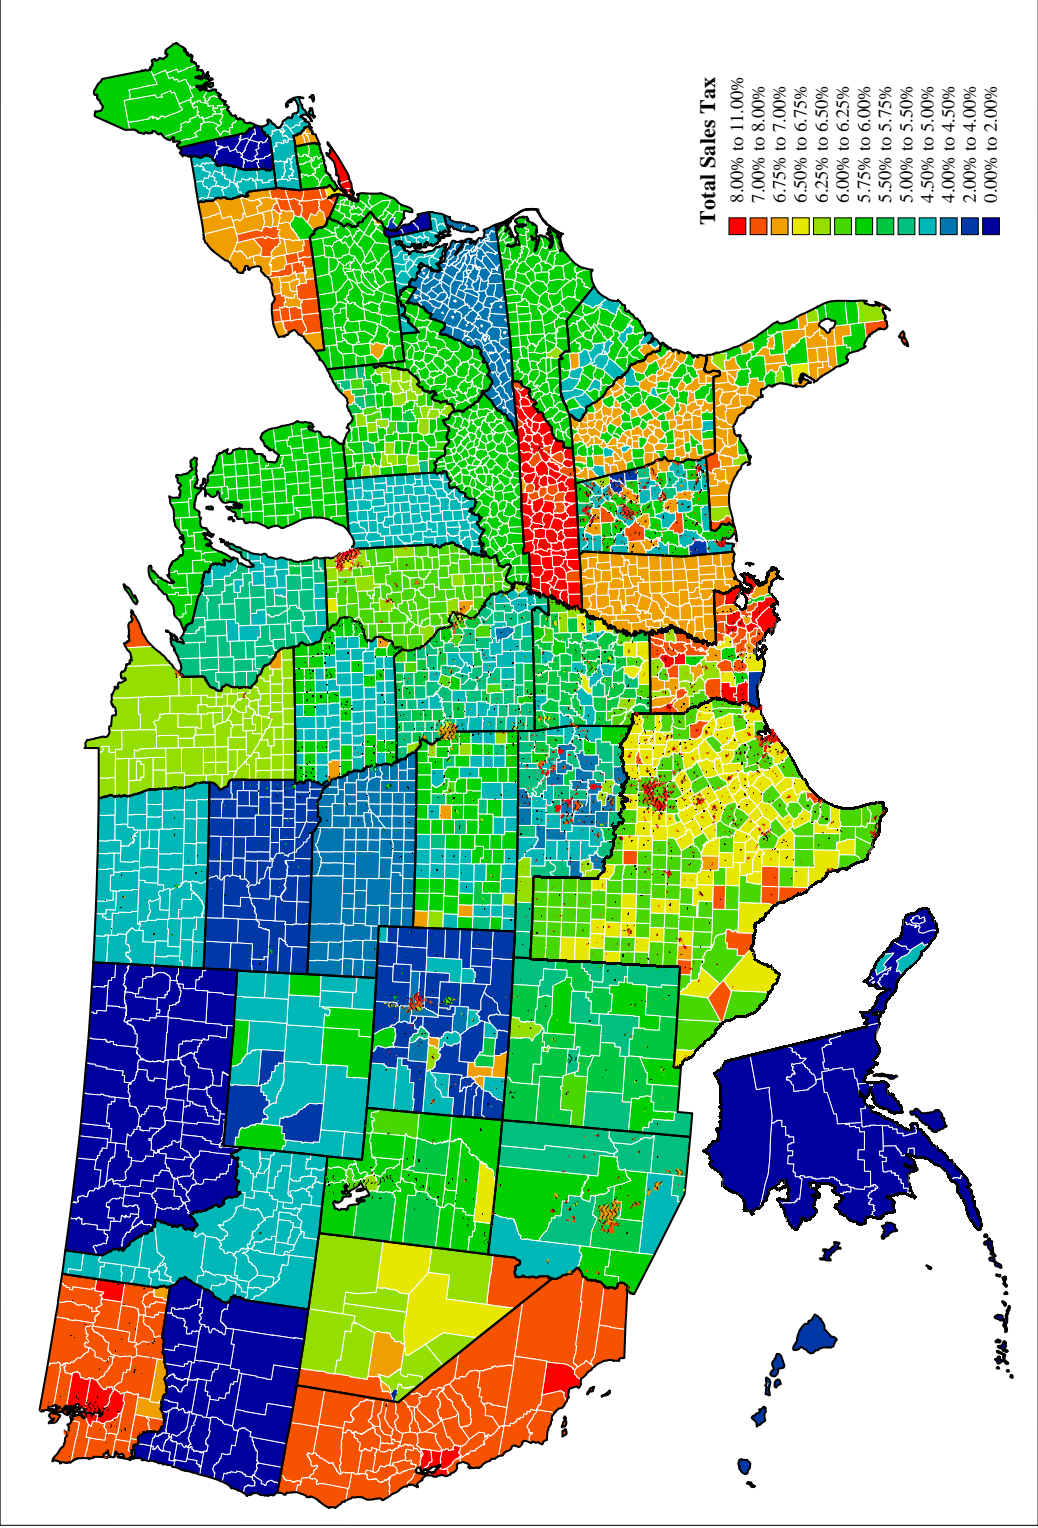 Total Sales Tax
8.00% to 11.00%
7.00% to 8.00%
6.75% to 7.00%
6.50% to 6.75%
6.25% to 6.50%
6.00% to 6.25%
5.75% to 6.00%
5.50% to 5.75%
5.00% to 5.50%
4.50% to 5.00%
4.00% to 4.50%
2.00% to 4.00%
0.00% to 2.00%